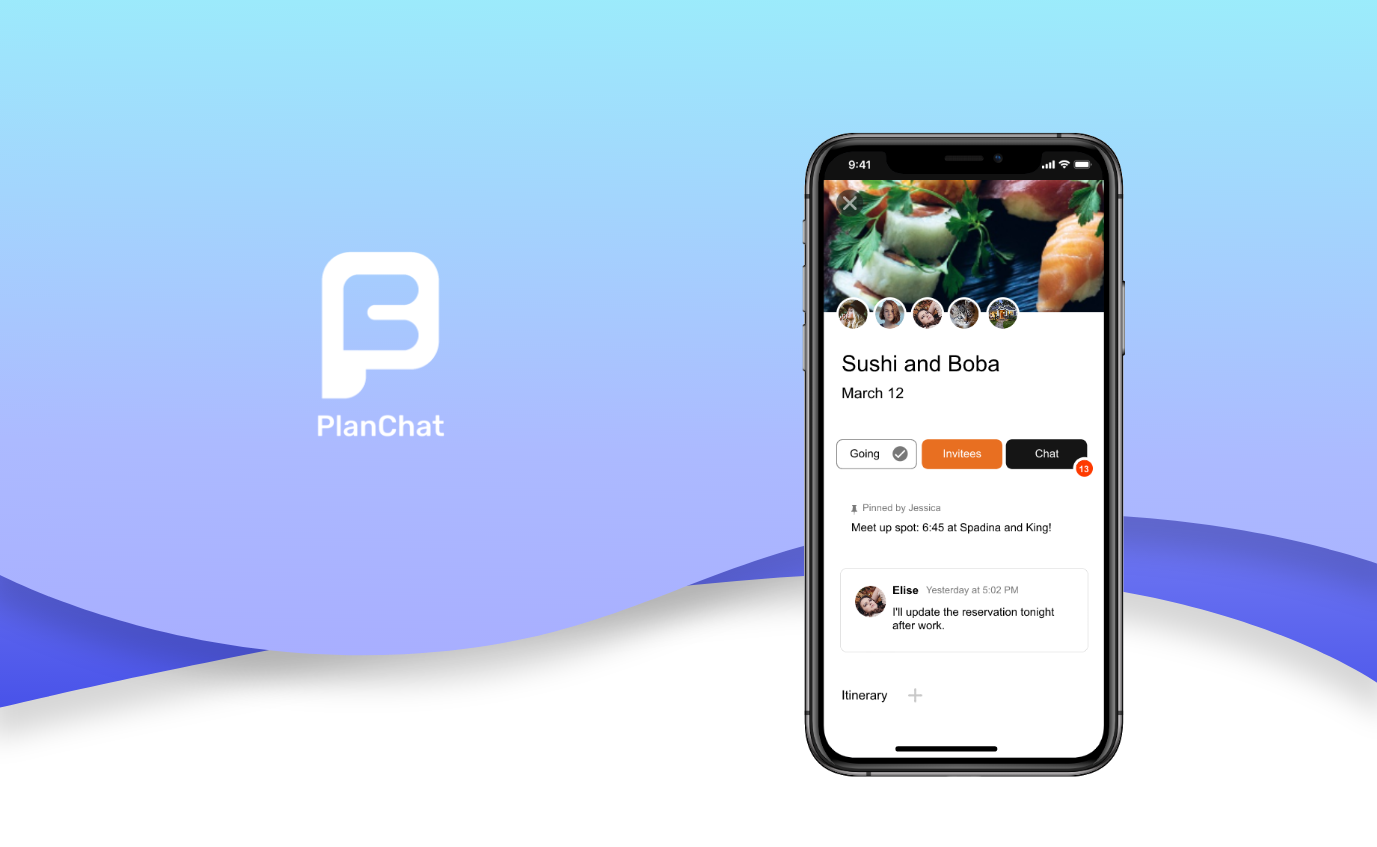 PlanChat
9:41
Sushi and Boba
March 12
Going
Invitees
Chat
13
Pinned by Jessica
Meet up spot: 6:45 at Spadina and King!
Elise Yesterday at 5:02 PM
I'll update the reservation tonight
after work.
Itinerary